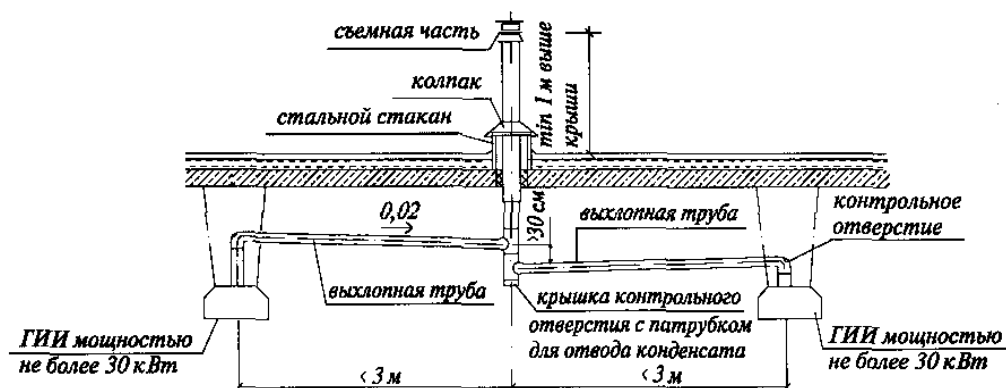 съемная часть
колпак
стальной стакан
min 1 м выше
крыши
0,02
>30 см
выхлопная труба
контрольное
отверстие
выхлопная труба
крышка контрольного
отверстия с патрубком
для отвода конденсата
ГИИ мощностью
не более 30 кВт
ГИИ мощностью
не более 30 кВт
< 3 м
< 3 м